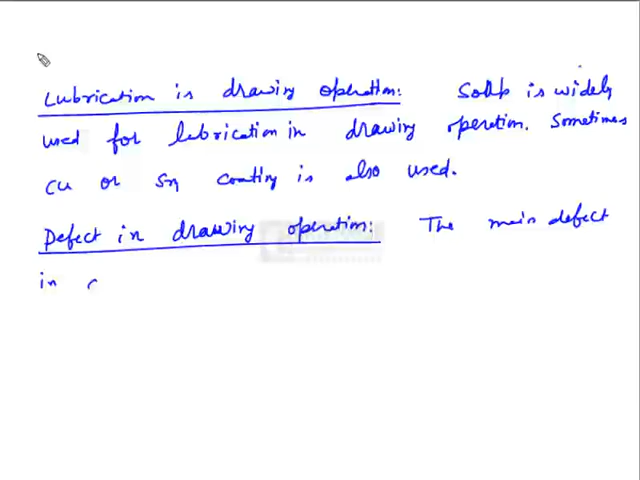 Lubrication is drawing operation: Soap is widely
used for lubrication in drawing operation. Sometimes
Cu or Sn coating is also used.
Defect in drawing operation: The main defect
in